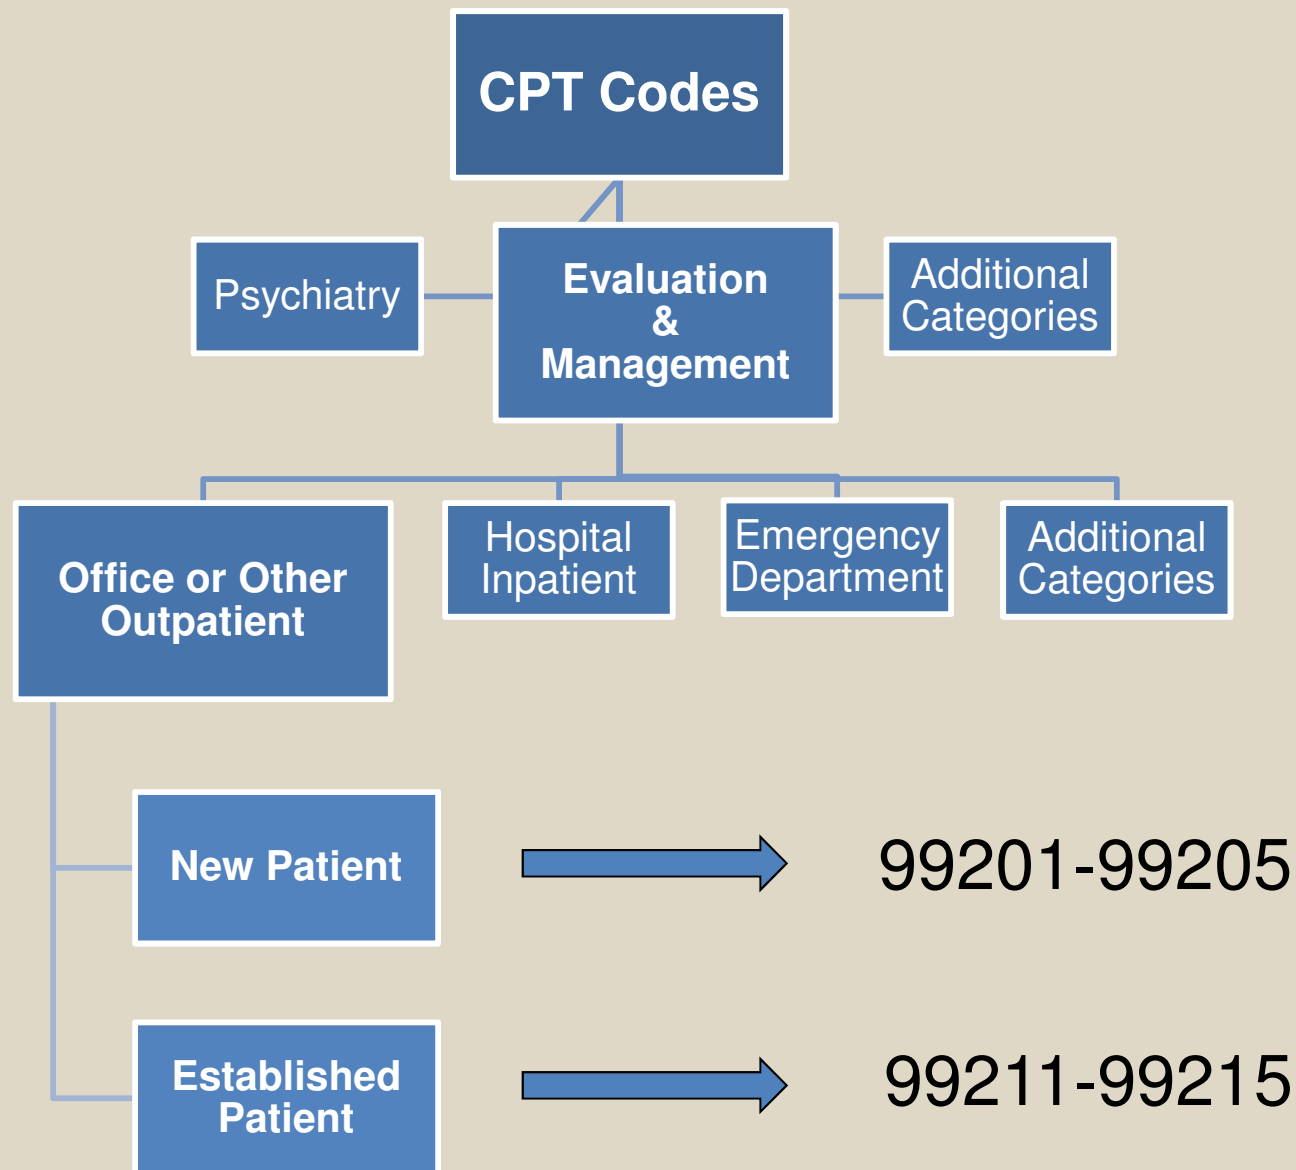 CPT Codes
Psychiatry
Evaluation
&
Management
Additional
Categories
Office or Other
Outpatient
Hospital
Inpatient
Emergency
Department
Additional
Categories
New Patient
99201-99205
Established
Patient
99211-99215